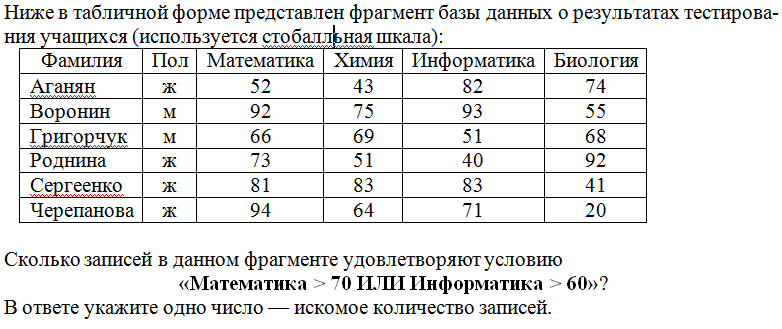 Ниже в табличной форме представлен фрагмент базы данных о результатах тестирова-
ния учащихся (используется стобалльная шкала):
Фамилия Пол Математика Химия Информатика Биология
Аганян ж 52 43 82 74
Воронин м 92 75 93 55
Григорчук м 66 69 51 68
Роднина ж 73 51 40 92
Сергеенко ж 81 83 83 41
Черепанова ж 94 64 71 20
Сколько записей в данном фрагменте удовлетворяют условию
«Математика > 70 ИЛИ Информатика > 60»?
В ответе укажите одно число — искомое количество записей.